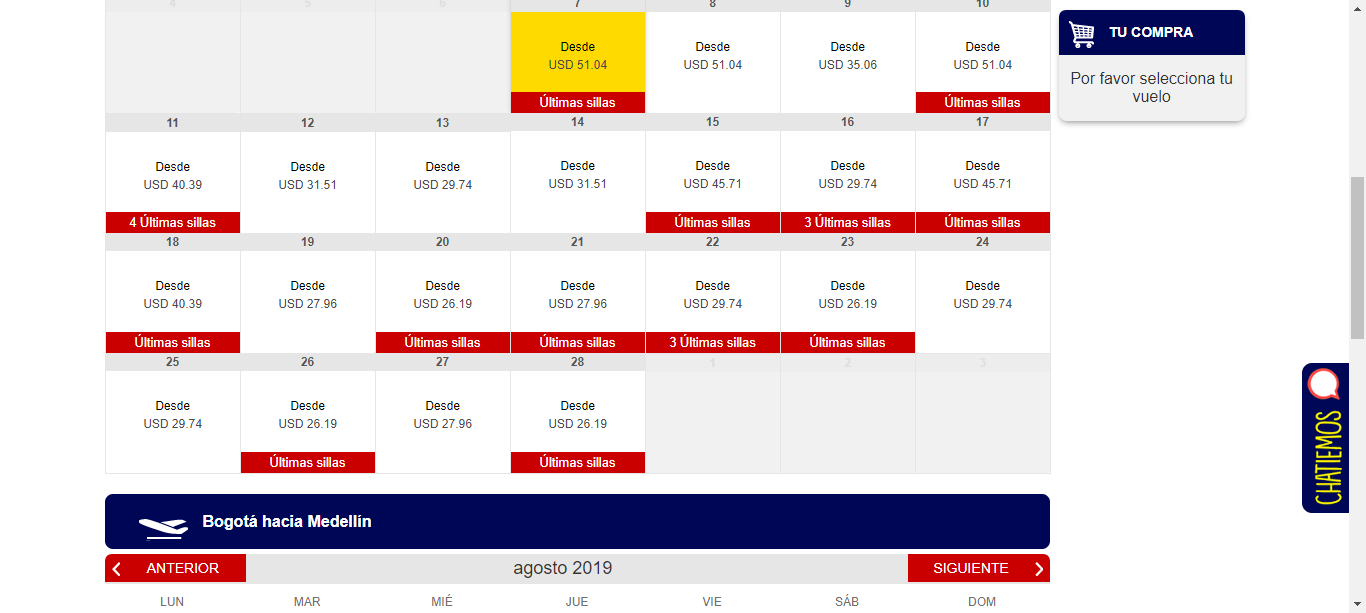 4 5 6 7 8 9 10
Desde Desde Desde Desde
USD 51.04 USD 51.04 USD 35.06 USD 51.04
Últimas sillas Últimas sillas
11 12 13 14 15 16 17
Desde Desde Desde Desde Desde Desde Desde
USD 40.39 USD 31.51 USD 29.74 USD 31.51 USD 45.71 USD 29.74 USD 45.71
4 Últimas sillas Últimas sillas 3 Últimas sillas Últimas sillas
18 19 20 21 22 23 24
Desde Desde Desde Desde Desde Desde Desde
USD 40.39 USD 27.96 USD 26.19 USD 27.96 USD 29.74 USD 26.19 USD 29.74
Últimas sillas Últimas sillas Últimas sillas 3 Últimas sillas Últimas sillas
25 26 27 28 1 2 3
Desde Desde Desde Desde
USD 29.74 USD 26.19 USD 27.96 USD 26.19
Últimas sillas Últimas sillas
Bogotá hacia Medellín
ANTERIOR agosto 2019 SIGUIENTE
LUN MAR MIÉ JUE VIE SÁB DOM
TU COMPRA
Por favor selecciona tu
vuelo
CHATIEMOS